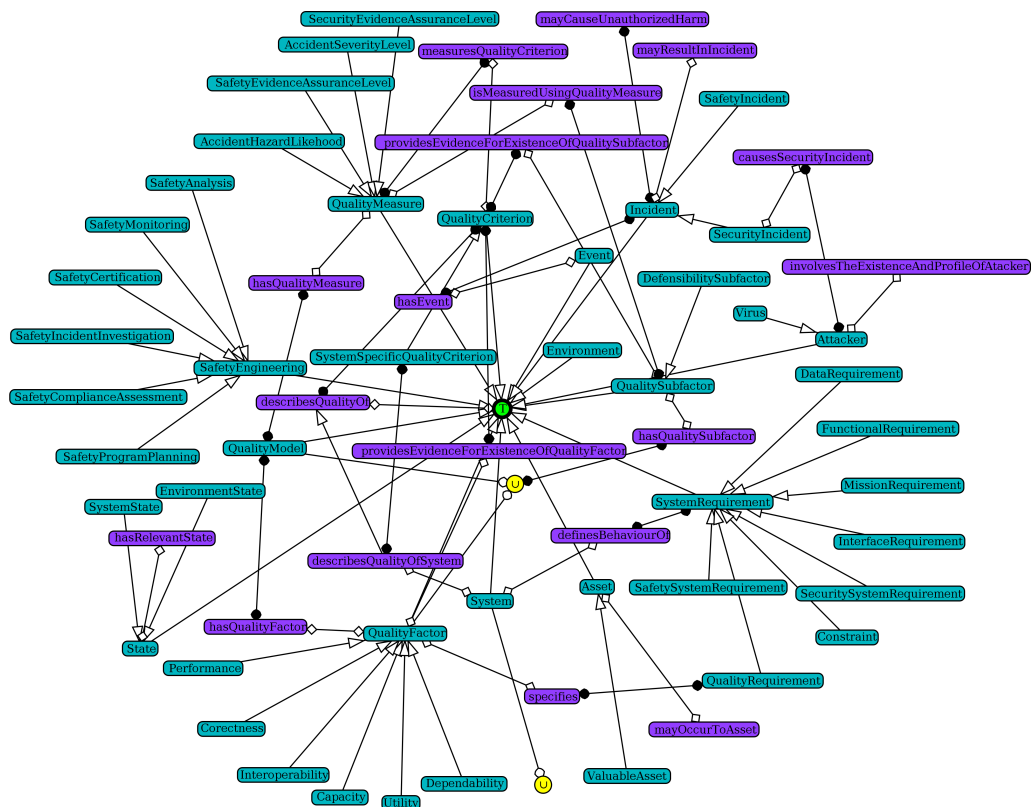 SecurityEvidenceAssuranceLevel
mayCauseUnauthorizedHarm
AccidentSeverityLevel
measuresQualityCriterion
mayResultInIncident
SafetyEvidenceAssuranceLevel
isMeasuredUsingQualityMeasure
SafetyIncident
AccidentHazardLikehood
providesEvidenceForExistenceOfQualitySubfactor
causesSecurityIncident
SafetyAnalysis
QualityMeasure
QualityCriterion
Incident
SafetyMonitoring
SecurityIncident
Event
involvesTheExistenceAndProfileOfAtacker
SafetyCertification
hasQualityMeasure
DefensibilitySubfactor
hasEvent
Virus
SafetyIncidentInvestigation
Attacker
SystemSpecificQualityCriterion
Environment
SafetyEngineering
DataRequirement
QualitySubfactor
SafetyComplianceAssessment
describesQualityOf
T
FunctionalRequirement
hasQualitySubfactor
QualityModel
providesEvidenceForExistenceOfQualityFactor
SafetyProgramPlanning
∪
MissionRequirement
EnvironmentState
SystemRequirement
SystemState
hasRelevantState
definesBehaviourOf
InterfaceRequirement
describesQualityOfSystem
Asset
SafetySystemRequirement
SecuritySystemRequirement
System
hasQualityFactor
QualityFactor
Constraint
State
Performance
QualityRequirement
specifies
Corectness
mayOccurToAsset
Interoperability
ValuableAsset
Dependability
∪
Capacity
Utility